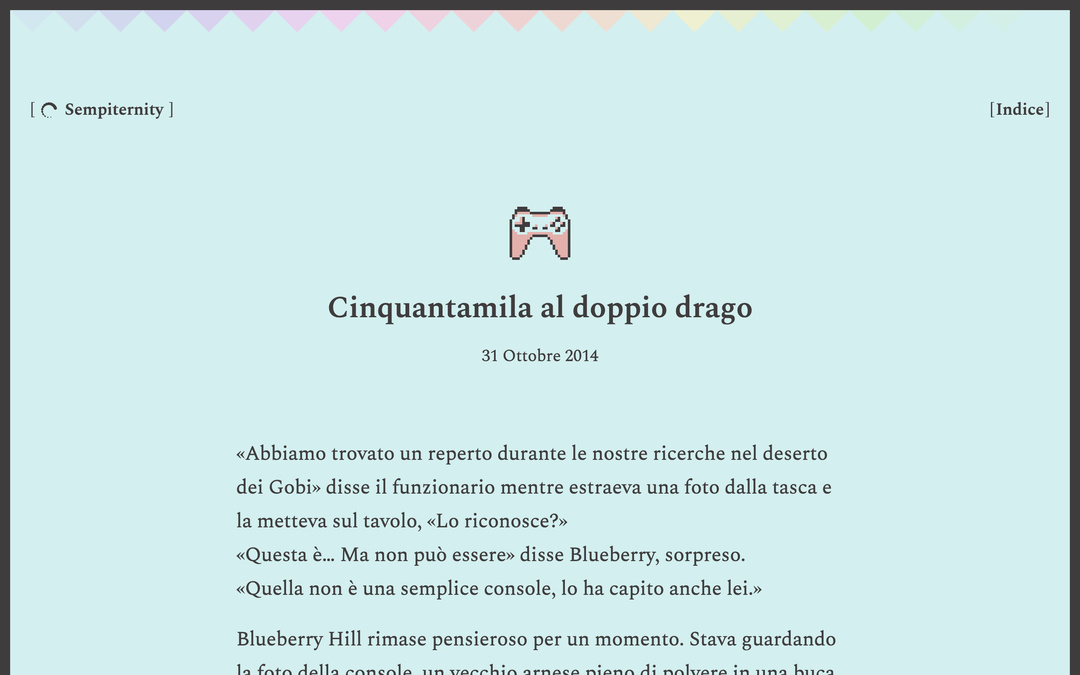 [ Sempiternity ]
[Indice]
Cinquantamila al doppio drago
31 Ottobre 2014
«Abbiamo trovato un reperto durante le nostre ricerche nel deserto
dei Gobi» disse il funzionario mentre estraeva una foto dalla tasca e
la metteva sul tavolo, «Lo riconosce?»
«Questa è… Ma non può essere» disse Blueberry, sorpreso.
«Quella non è una semplice console, lo ha capito anche lei.»
Blueberry Hill rimase pensieroso per un momento. Stava guardando
la foto della console, un vecchio arnese pieno di polvere in una buca